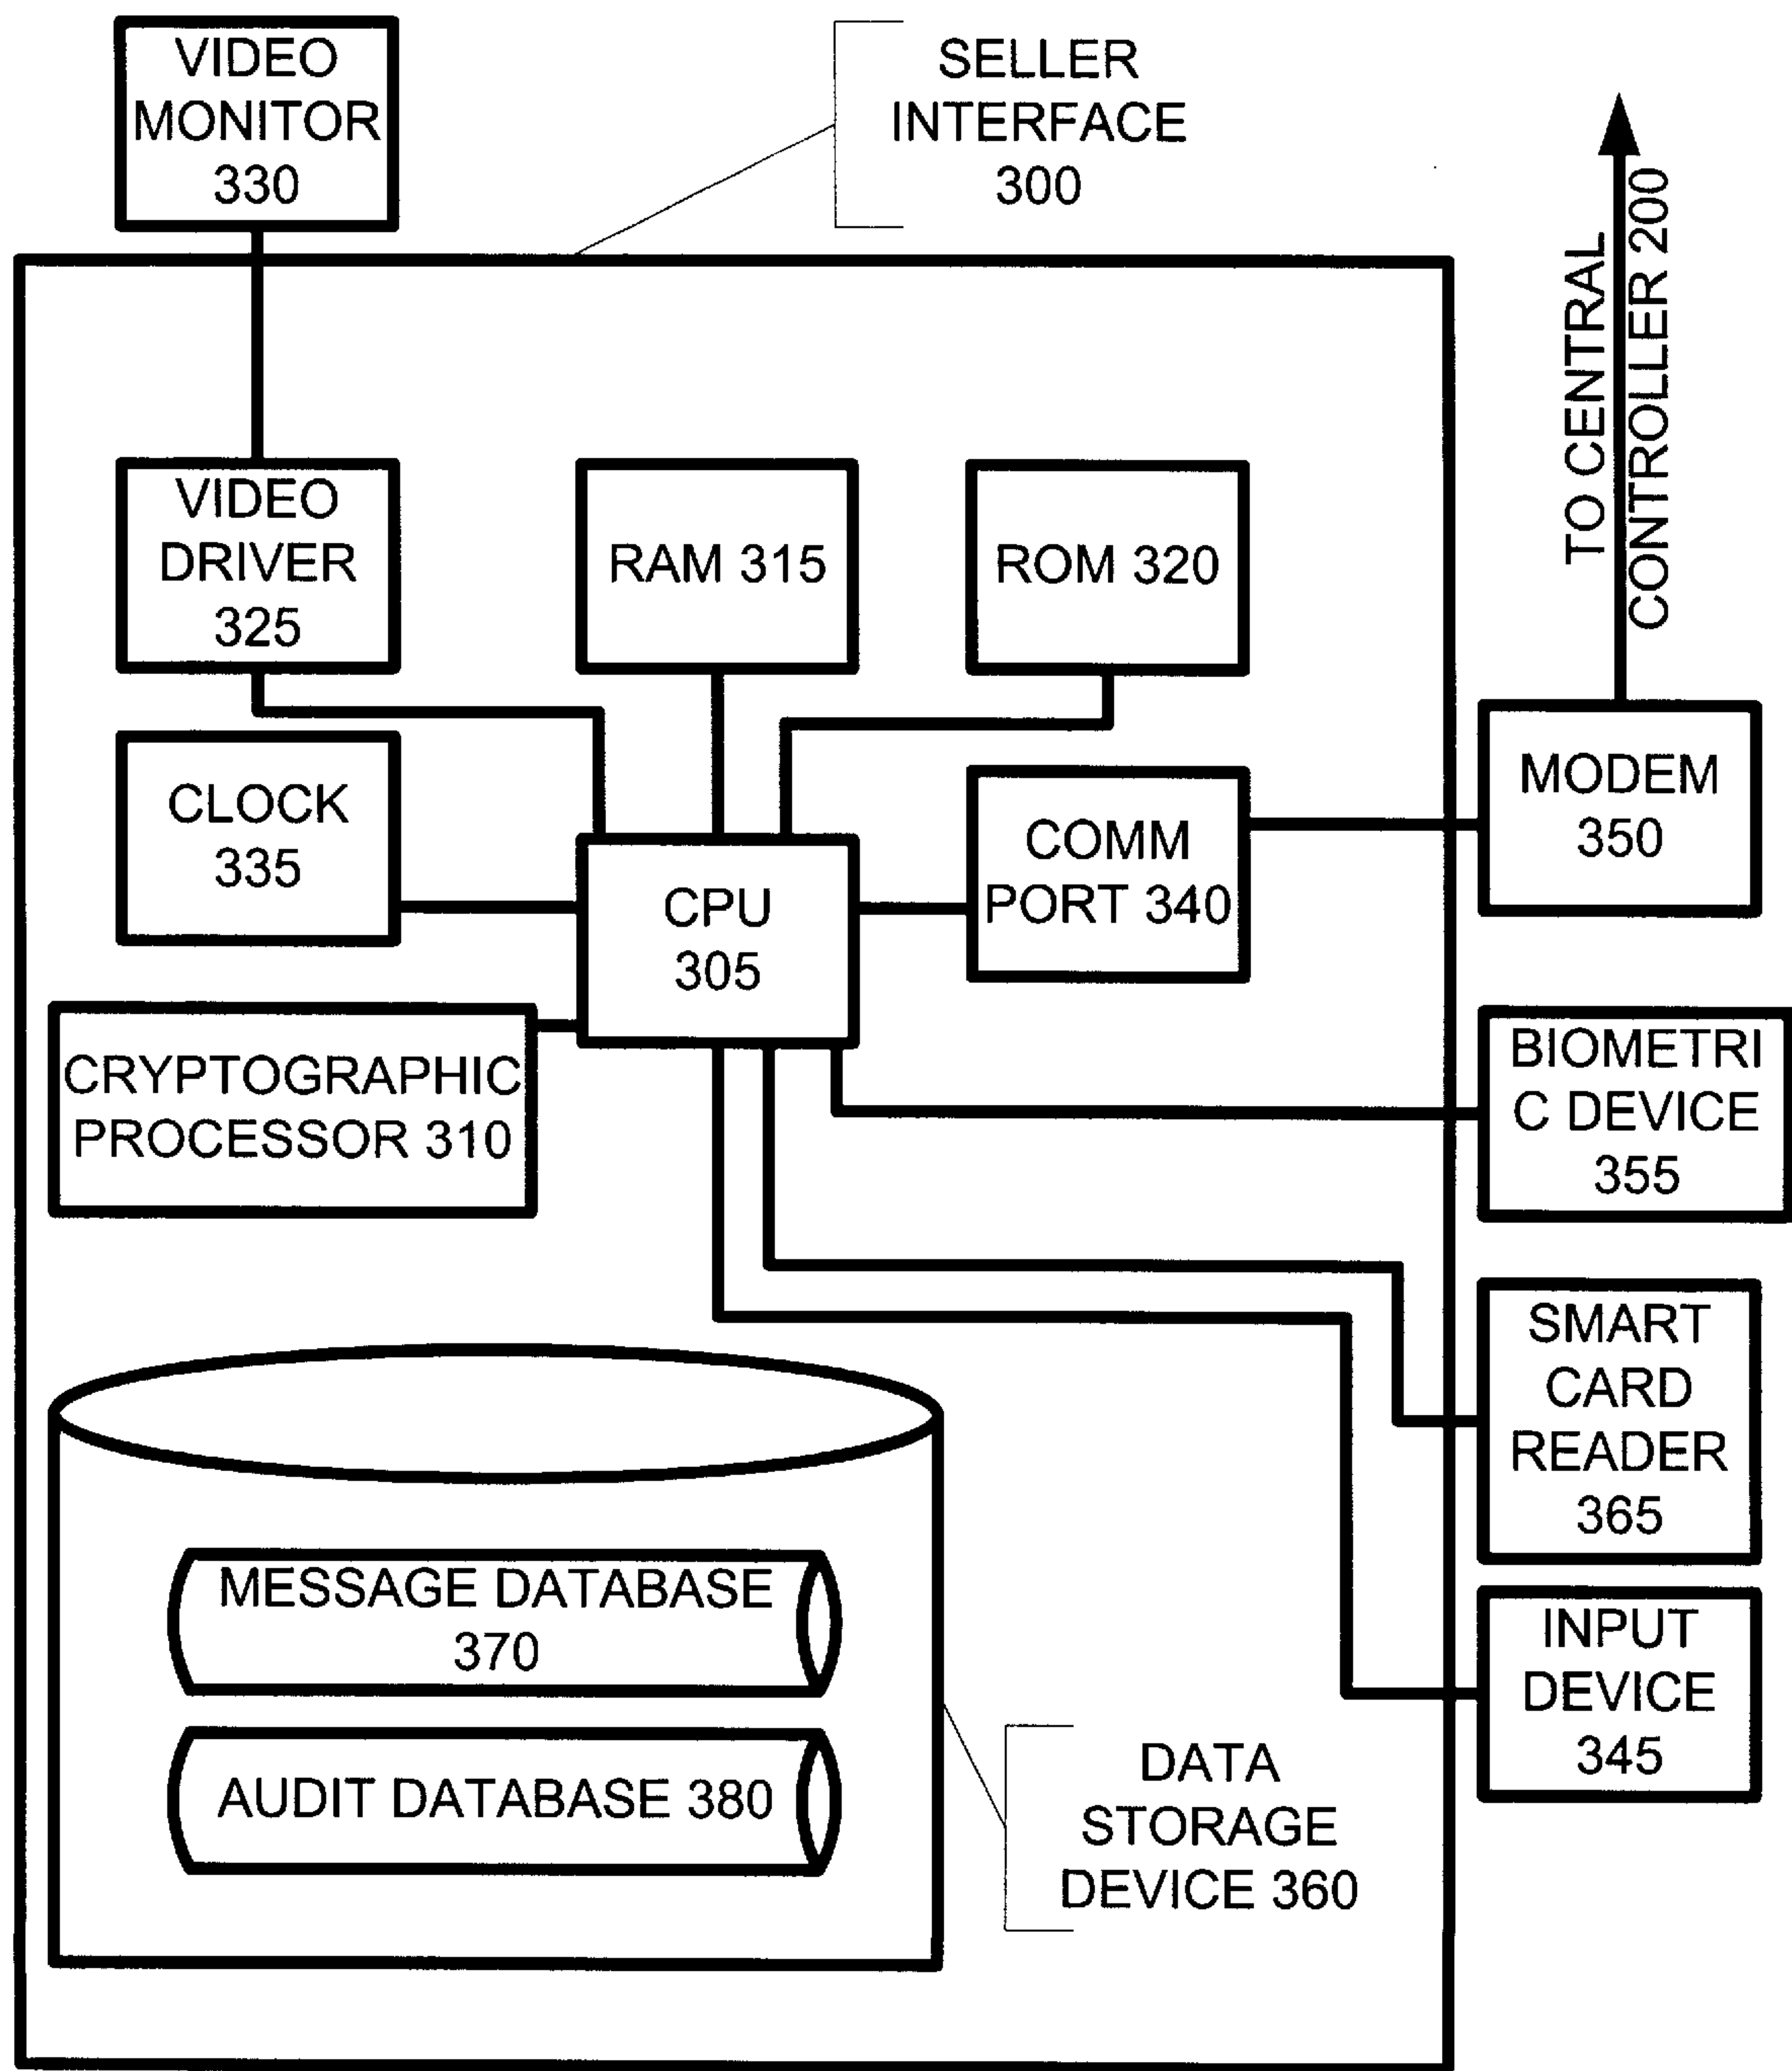 VIDEO
MONITOR
330
SELLER
INTERFACE
300
TO CENTRAL
CONTROLLER 200
VIDEO
DRIVER
325
RAM 315
ROM 320
CLOCK
335
CPU
305
COMM
PORT 340
MODEM
350
CRYPTOGRAPHIC
PROCESSOR 310
BIOMETRI
C DEVICE
355
SMART
CARD
READER
365
MESSAGE DATABASE
370
AUDIT DATABASE 380
DATA
STORAGE
DEVICE 360
INPUT
DEVICE
345